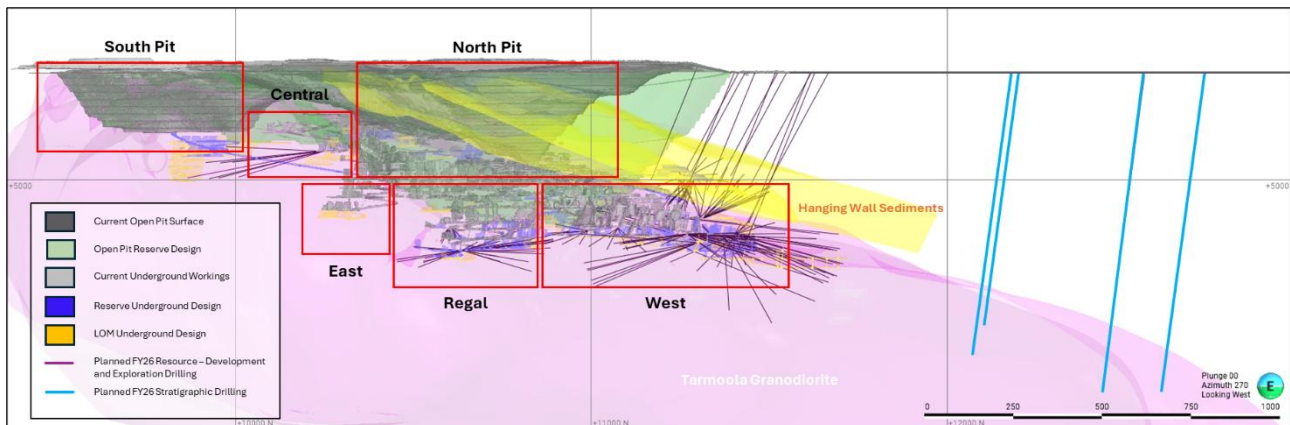 South Pit
North Pit
Central
+5000
+5000
Hanging Wall Sediments
East
Regal
West
Current Open Pit Surface
Open Pit Reserve Design
Current Underground Workings
Reserve Underground Design
LOM Underground Design
Planned FY26 Resource – Development
and Exploration Drilling
Planned FY26 Stratigraphic Drilling
Tarmoola Granodiorite
Plunge 00
Azimuth 270
Looking West
E
0 250 500 750 1000
+10000 N
+11000 N
+12000 N